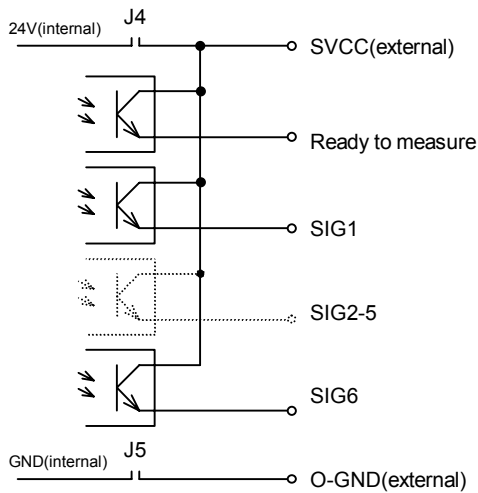 J4
24V(internal)
SVCC(external)
Ready to measure
SIG1
SIG2-5
SIG6
J5
GND(internal)
O-GND(external)